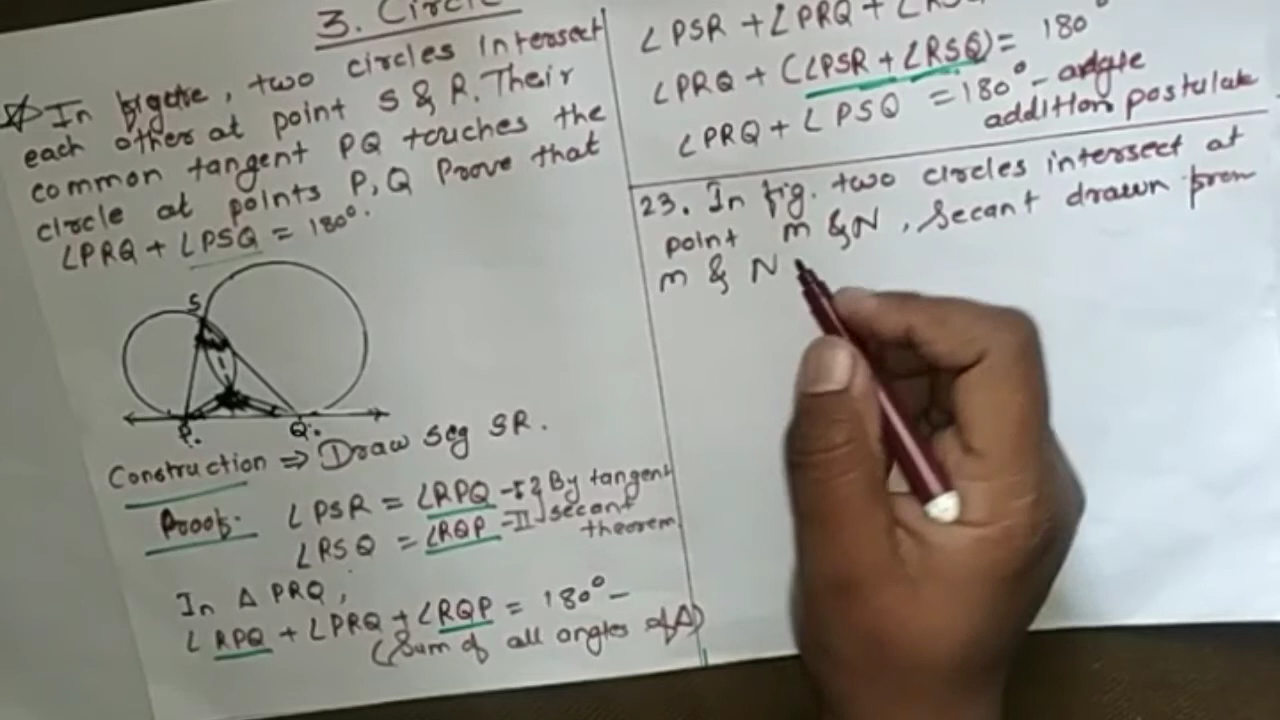 3. Circle
☆ In figure, two circles intersect
each other at point S & R. Their
common tangent PQ touches the
circle at points P, Q Prove that
∠PRQ + ∠PSQ = 180°.
S
P.
Q.
Construction ⇒ Draw seg SR.
Proof:- ∠PSR = ∠RPQ - I } By tangent
∠RSQ = ∠RQP - II } secant
theorem
In Δ PRQ,
∠RPQ + ∠PRQ + ∠RQP = 180° -
(Sum of all angles of Δ)
∠PSR + ∠PRQ +
∠PRQ + (∠PSR + ∠RSQ) = 180°
∠PRQ + ∠PSQ = 180° - angle
addition postulate
23. In fig. two circles intersect at
point m & N, Secant drawn from
m & N